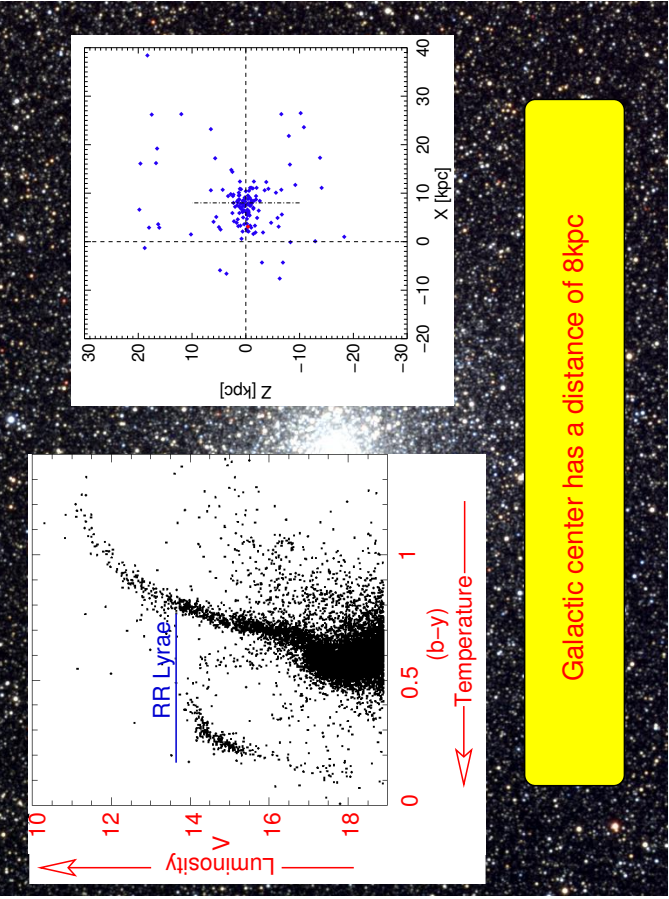 10
12
14
16
18
V
Luminosity
RR Lyrae
0
0.5
1
(b−y)
Temperature
30
20
10
0
−10
−20
−30
Z [kpc]
−20
−10
0
10
20
30
40
X [kpc]
Galactic center has a distance of 8kpc